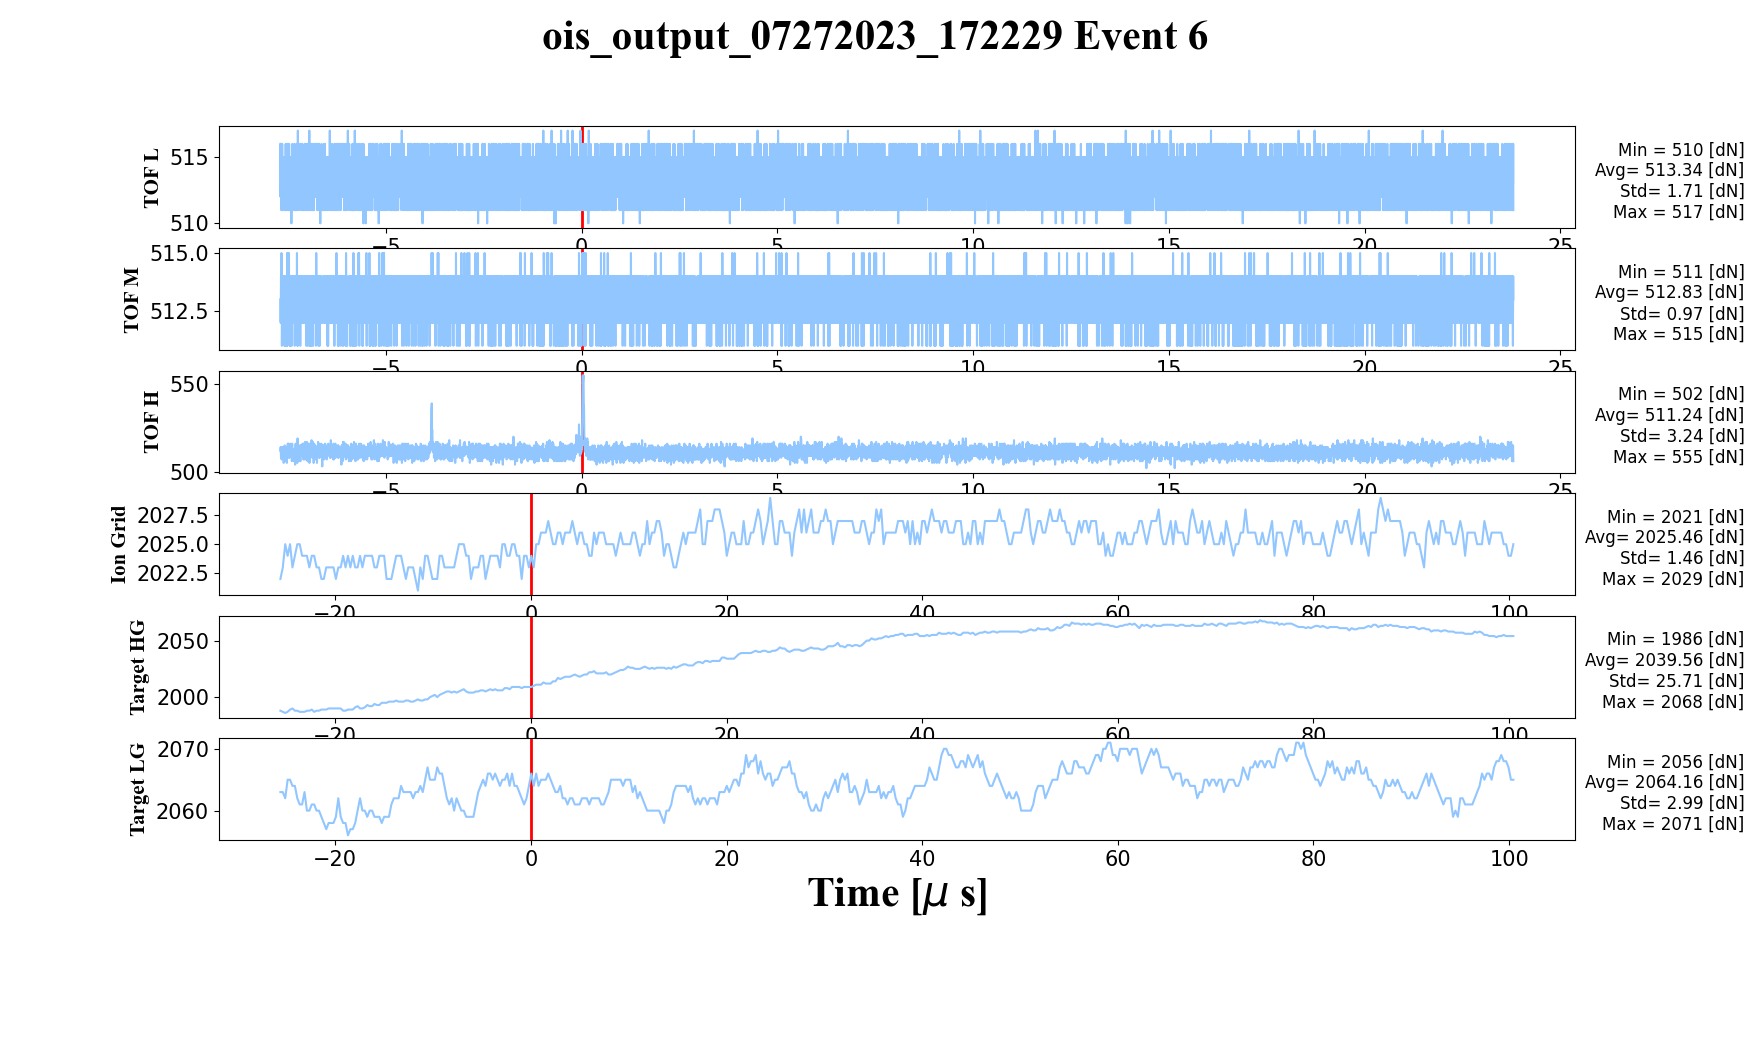 ois_output_07272023_172229 Event 6
TOF L
515
510
−5 0 5 10 15 20 25
Min = 510 [dN]
Avg= 513.34 [dN]
Std= 1.71 [dN]
Max = 517 [dN]
TOF M
515.0
512.5
−5 0 5 10 15 20 25
Min = 511 [dN]
Avg= 512.83 [dN]
Std= 0.97 [dN]
Max = 515 [dN]
TOF H
550
500
−5 0 5 10 15 20 25
Min = 502 [dN]
Avg= 511.24 [dN]
Std= 3.24 [dN]
Max = 555 [dN]
Ion Grid
2027.5
2025.0
2022.5
−20 0 20 40 60 80 100
Min = 2021 [dN]
Avg= 2025.46 [dN]
Std= 1.46 [dN]
Max = 2029 [dN]
Target HG
2050
2000
−20 0 20 40 60 80 100
Min = 1986 [dN]
Avg= 2039.56 [dN]
Std= 25.71 [dN]
Max = 2068 [dN]
Target LG
2070
2060
−20 0 20 40 60 80 100
Min = 2056 [dN]
Avg= 2064.16 [dN]
Std= 2.99 [dN]
Max = 2071 [dN]
Time [μ s]